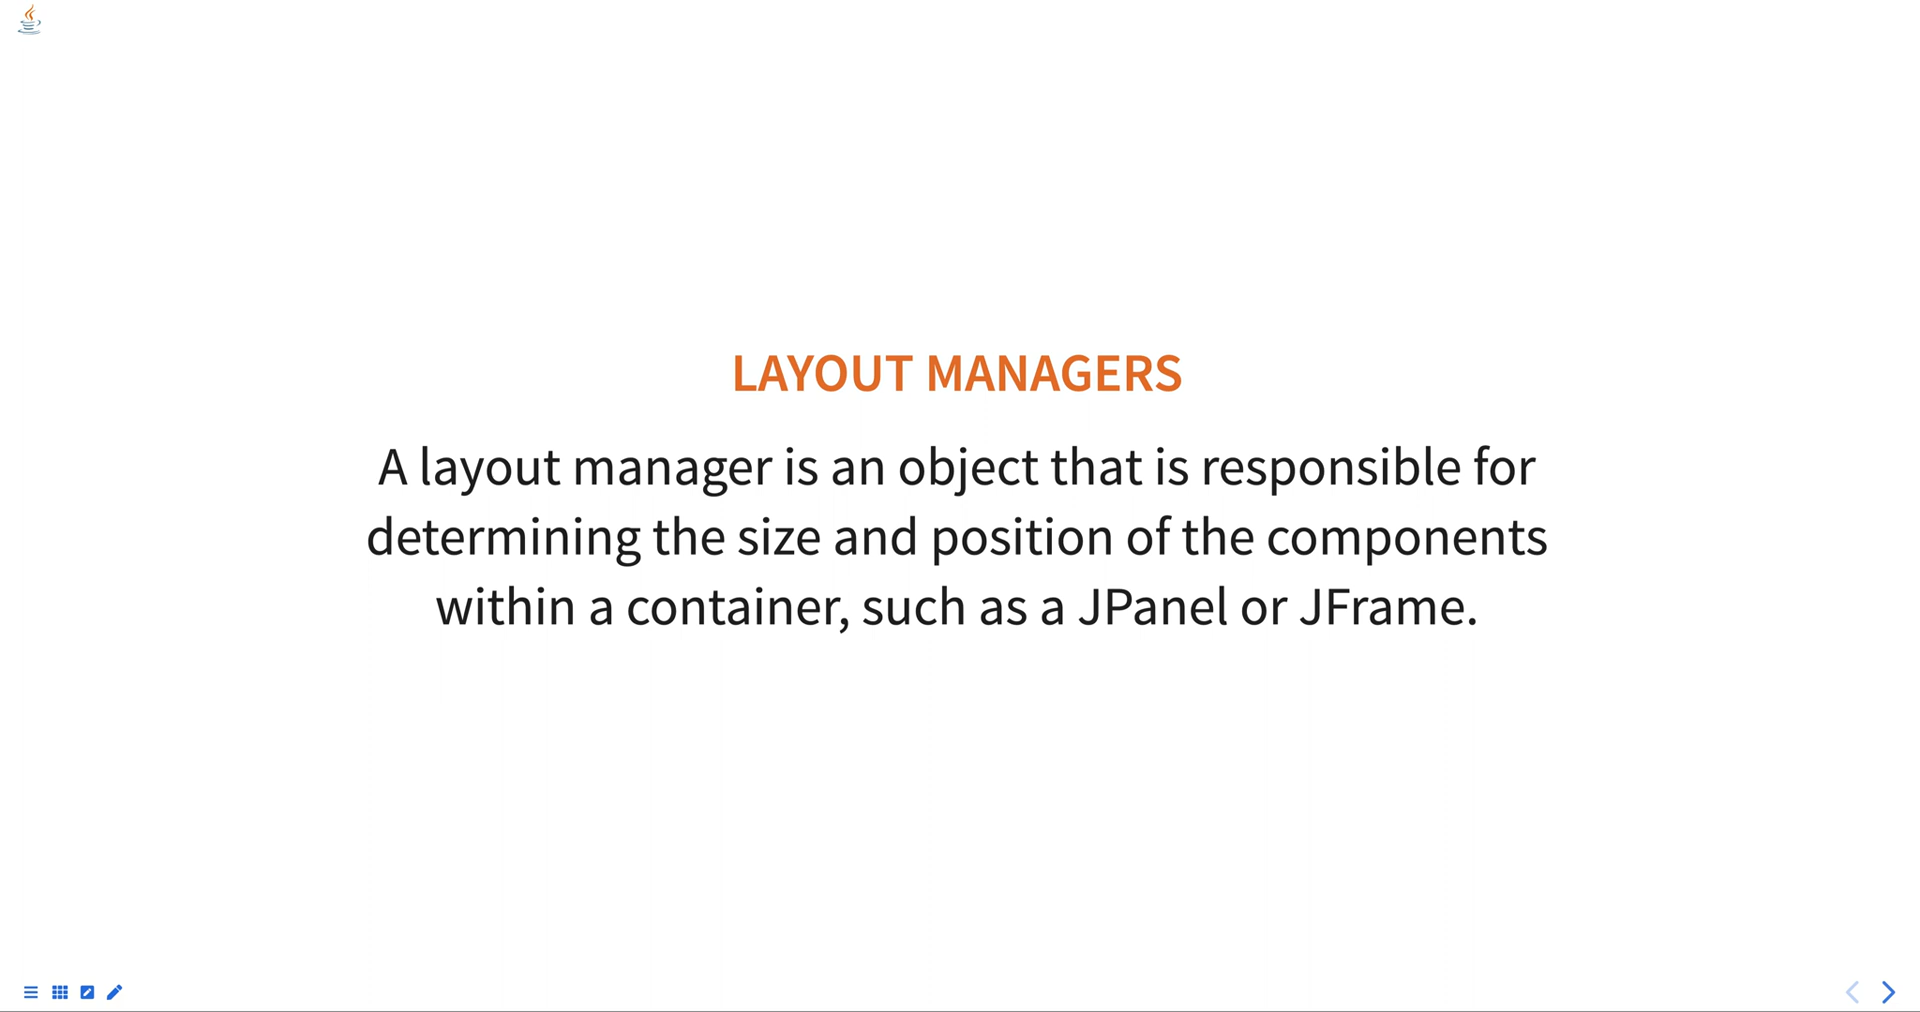 LAYOUT MANAGERS
A layout manager is an object that is responsible for
determining the size and position of the components
within a container, such as a JPanel or JFrame.